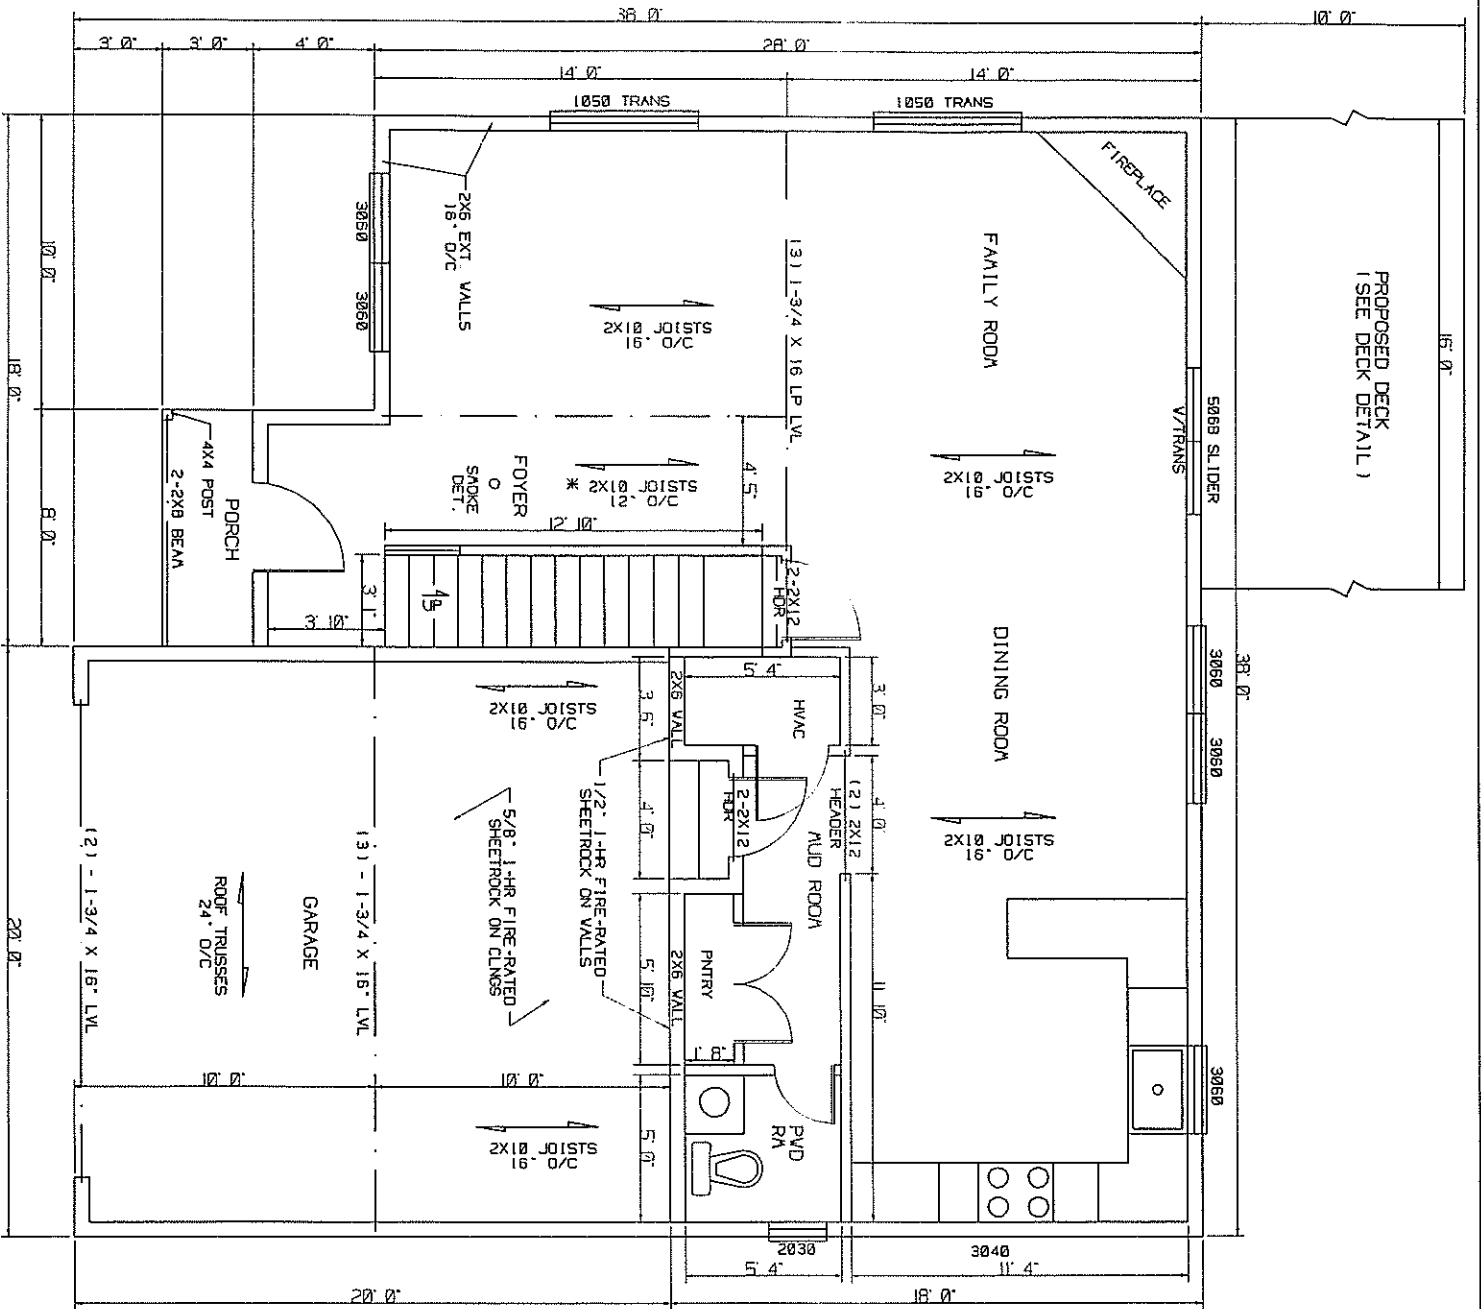 38' 0"
10' 0"
3' 0"
3' 0"
4' 0"
28' 0"
14' 0"
14' 0"
1050 TRANS
1050 TRANS
FIREPLACE
2X6 EXT. WALLS
16" O/C
3060
3060
10' 0"
18' 0"
8' 0"
2X10 JOISTS
16" O/C
(3) 1-3/4 X 16 LP LVL
FAMILY ROOM
2X10 JOISTS
16" O/C
PROPOSED DECK
(SEE DECK DETAIL)
16' 0"
5068 SLIDER
W/TRANS
4X4 POST
2-2X8 BEAM
PORCH
FOYER
SMOKE
DET.
* 2X10 JOISTS
12" O/C
4' 5"
12' 10"
3' 1"
3' 10"
2-2X12
HDR
DINING ROOM
3060
3060
38' 0"
2X10 JOISTS
16" O/C
2X10 JOISTS
16" O/C
3' 6"
2X6 WALL
5' 4"
HVAC
3' 0"
4' 0"
2-2X12
HDR
(2) 2X12
HEADER
4' 0"
MUD ROOM
1/2" 1-HR FIRE-RATED
SHEETROCK ON WALLS
5/8" 1-HR FIRE-RATED
SHEETROCK ON CLNGS
(2) - 1-3/4 X 16" LVL
(3) - 1-3/4 X 16" LVL
GARAGE
ROOF TRUSSES
24" O/C
20' 0"
5' 10"
2X6 WALL
PNTRY
1' 8"
11' 10"
10' 0"
10' 0"
2X10 JOISTS
16" O/C
5' 0"
PWD
RM
3060
2030
3040
5' 4"
11' 4"
20' 0"
18' 0"